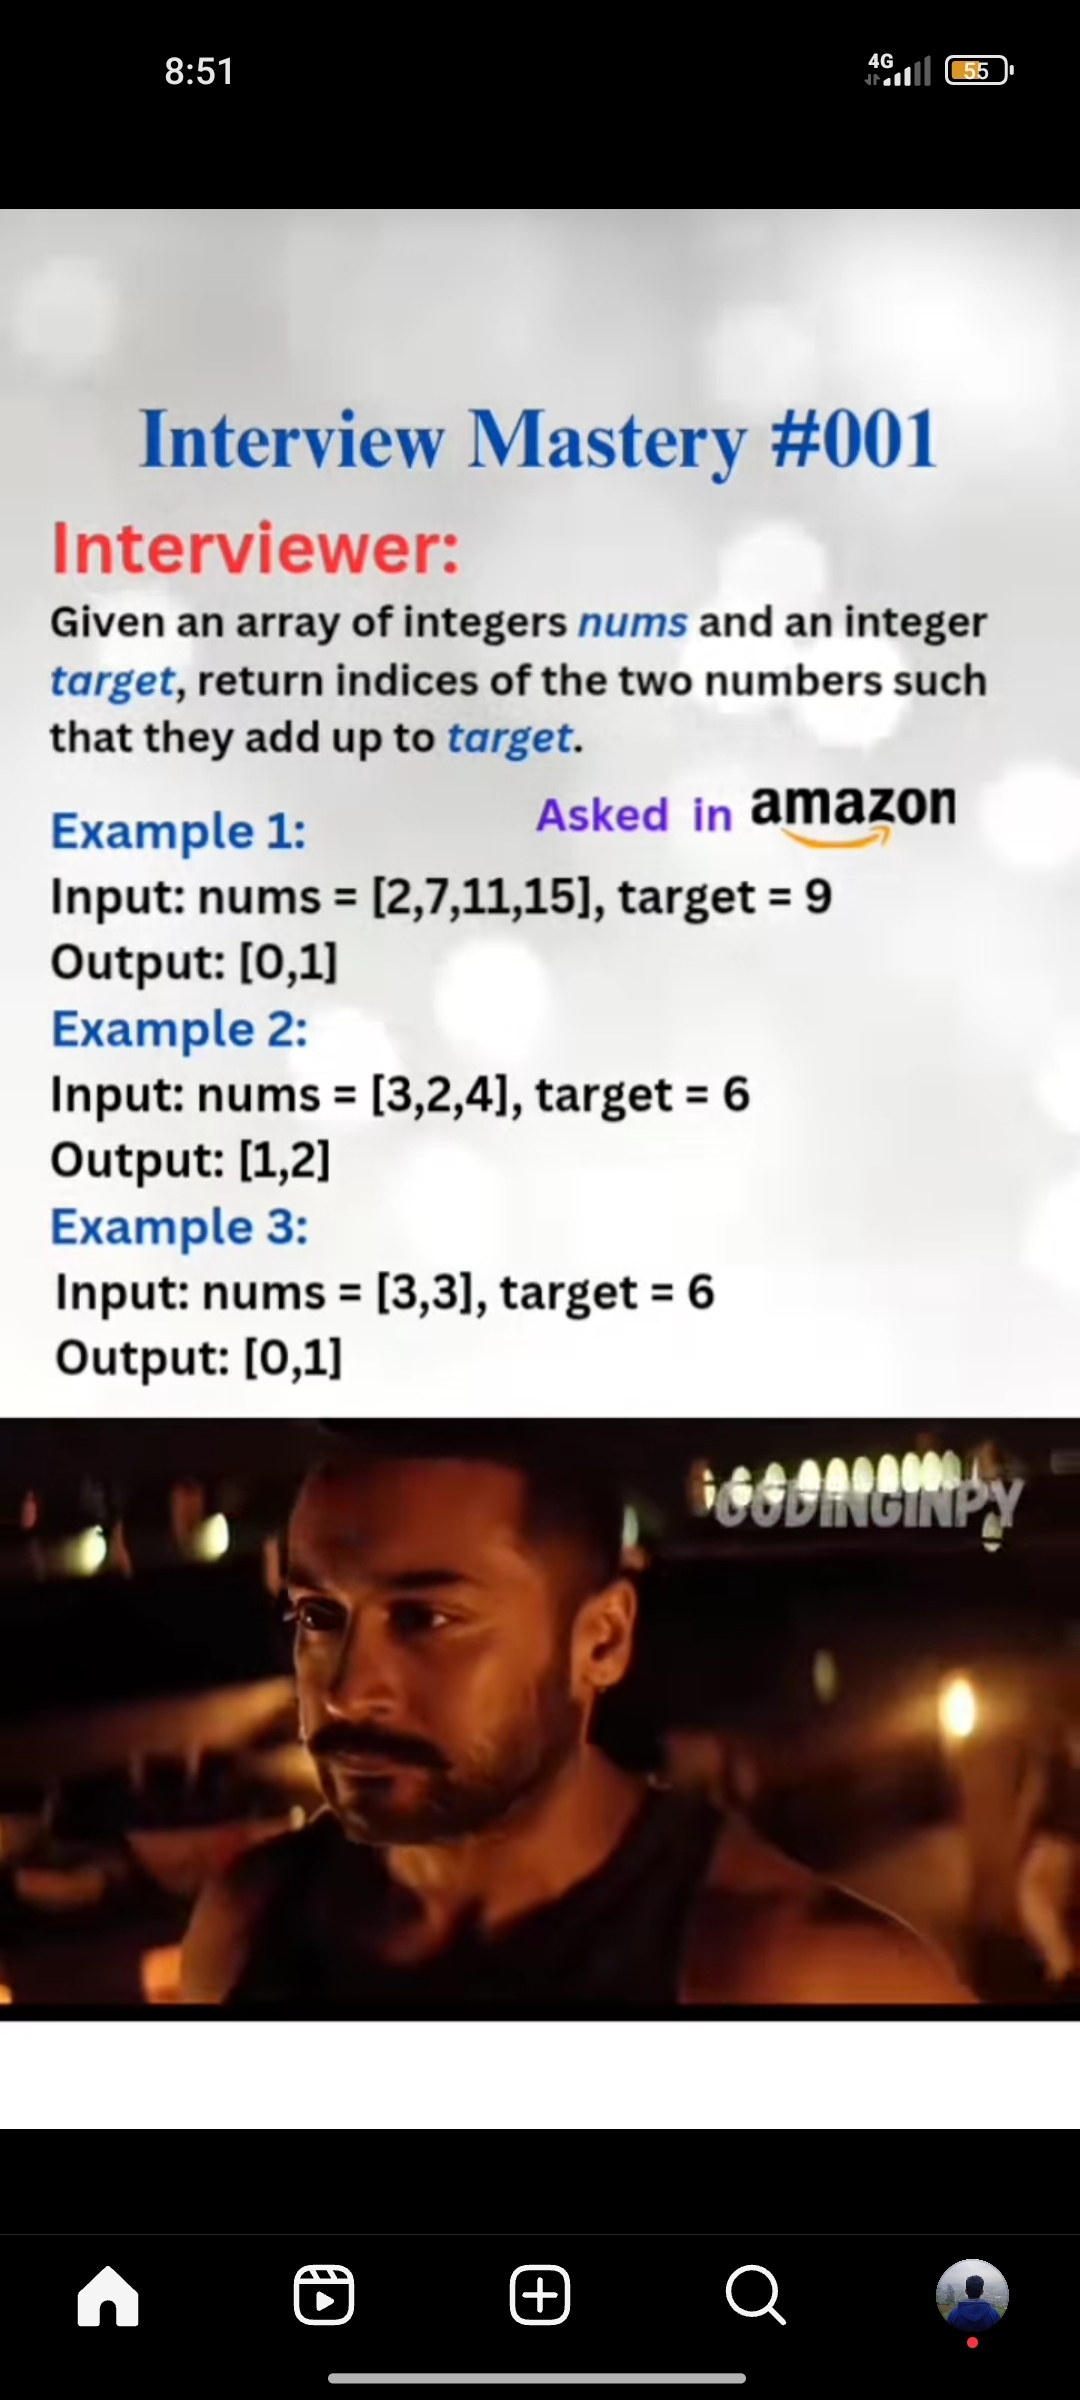 8:51
4G
55
Interview Mastery #001
Interviewer:
Given an array of integers nums and an integer
target, return indices of the two numbers such
that they add up to target.
Example 1:
Asked in amazon
Input: nums = [2,7,11,15], target = 9
Output: [0,1]
Example 2:
Input: nums = [3,2,4], target = 6
Output: [1,2]
Example 3:
Input: nums = [3,3], target = 6
Output: [0,1]
CODINGINPY